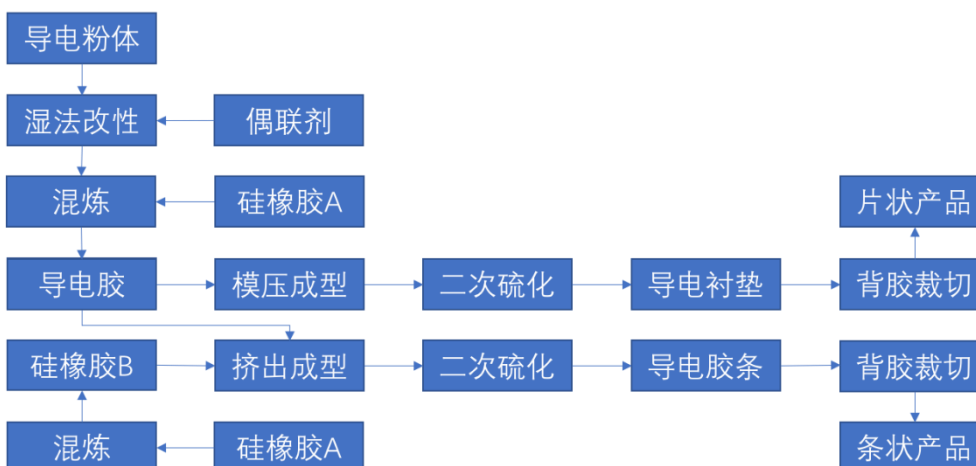 导电粉体
湿法改性
偶联剂
混炼
硅橡胶A
片状产品
导电胶
模压成型
二次硫化
导电衬垫
背胶裁切
硅橡胶B
挤出成型
二次硫化
导电胶条
背胶裁切
混炼
硅橡胶A
条状产品